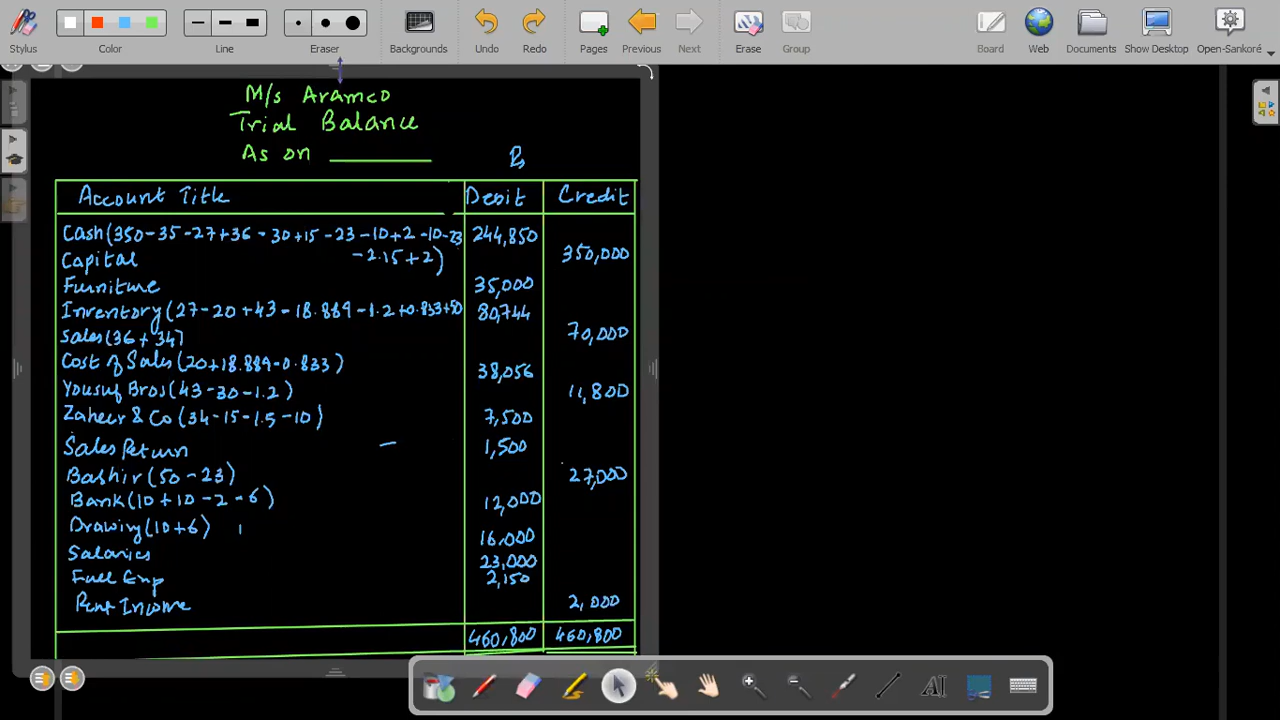 Stylus Color Line Eraser Backgrounds Undo Redo Pages Previous Next Erase Group Board Web Documents Show Desktop Open-Sankoré
M/s Aramco
Trial Balance
As on
Account Title Debit Credit
Cash (350-35-27+36-30+15-23-10+2-10-23 244,850
-2.15+2)
Capital 350,000
Furniture 35,000
Inventory (27-20+43-18.889-1.2+0.833+50 80,744
Sales (36+34) 70,000
Cost of Sales (20+18.889-0.833) 38,056
Yousuf Bros (43-30-1.2) 11,800
Zaheer & Co (34-15-1.5-10) 7,500
Sales Return 1,500
Bashir (50-23) 27,000
Bank (10+10-2-6) 12,000
Drawing (10+6) 16,000
Salaries 23,000
Fuel Exp 2,150
Rent Income 2,000
460,800 460,800